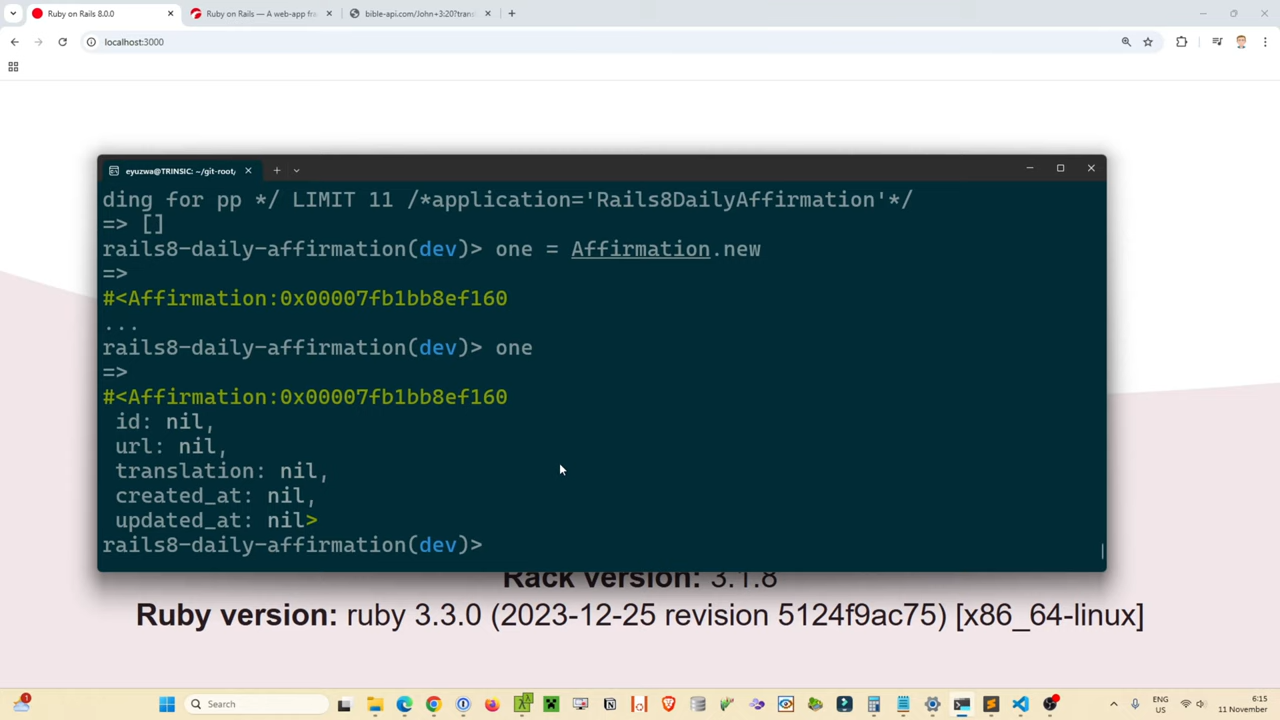 Ruby on Rails 8.0.0
Ruby on Rails — A web-app fra
bible-api.com/John+3:20?trans
localhost:3000
eyuzwa@TRINSIC: ~/git-root/
ding for pp */ LIMIT 11 /*application='Rails8DailyAffirmation'*/
=> []
rails8-daily-affirmation(dev)> one = Affirmation.new
=>
#<Affirmation:0x00007fb1bb8ef160
...
rails8-daily-affirmation(dev)> one
=>
#<Affirmation:0x00007fb1bb8ef160
id: nil,
url: nil,
translation: nil,
created_at: nil,
updated_at: nil>
rails8-daily-affirmation(dev)>
Rack version: 3.1.8
Ruby version: ruby 3.3.0 (2023-12-25 revision 5124f9ac75) [x86_64-linux]
Search
ENG
US
6:15
11 November